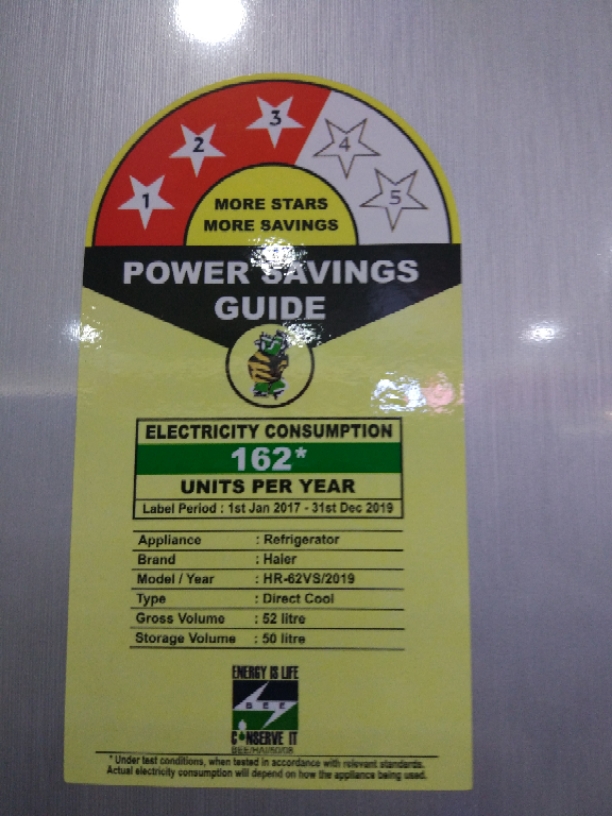 1
2
3
4
5
MORE STARS
MORE SAVINGS
POWER SAVINGS
GUIDE
ELECTRICITY CONSUMPTION
162*
UNITS PER YEAR
Label Period : 1st Jan 2017 - 31st Dec 2019
Appliance : Refrigerator
Brand : Haier
Model / Year : HR-62VS/2019
Type : Direct Cool
Gross Volume : 52 litre
Storage Volume : 50 litre
ENERGY IS LIFE
BEE
CONSERVE IT
* Under test conditions, when tested in accordance with relevant standards.
Actual electricity consumption will depend on how the appliance being used.